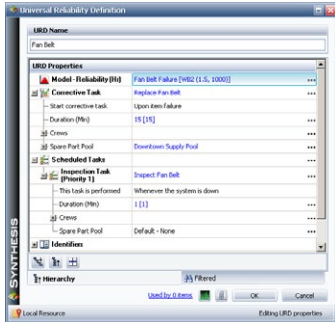 Universal Reliability Definition
URD Name
Fan Belt
URD Properties
Model - Reliability (Hr) Fan Belt Failure [WB2 (1.5, 1000)] ...
Corrective Task Replace Fan Belt ...
Start corrective task Upon item failure
Duration (Min) 15 [15] ...
Crews ...
Spare Part Pool Downtown Supply Pool ...
Scheduled Tasks ...
Inspection Task (Priority 1) Inspect Fan Belt ...
This task is performed Whenever the system is down
Duration (Min) 1 [1] ...
Crews ...
Spare Part Pool Default - None ...
Identifiers
Hierarchy Filtered
Used by 0 items OK Cancel
Local Resource Editing URD properties
SYNTHESIS